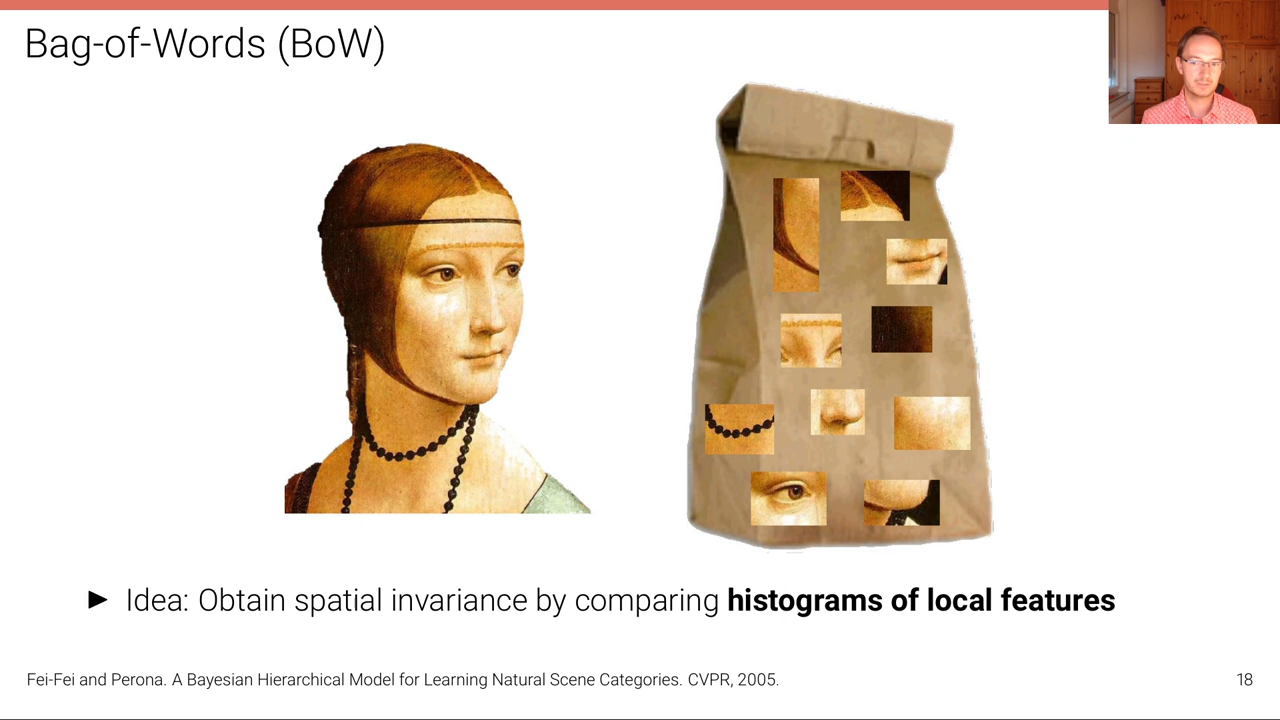 Bag-of-Words (BoW)
► Idea: Obtain spatial invariance by comparing histograms of local features
Fei-Fei and Perona. A Bayesian Hierarchical Model for Learning Natural Scene Categories. CVPR, 2005.
18